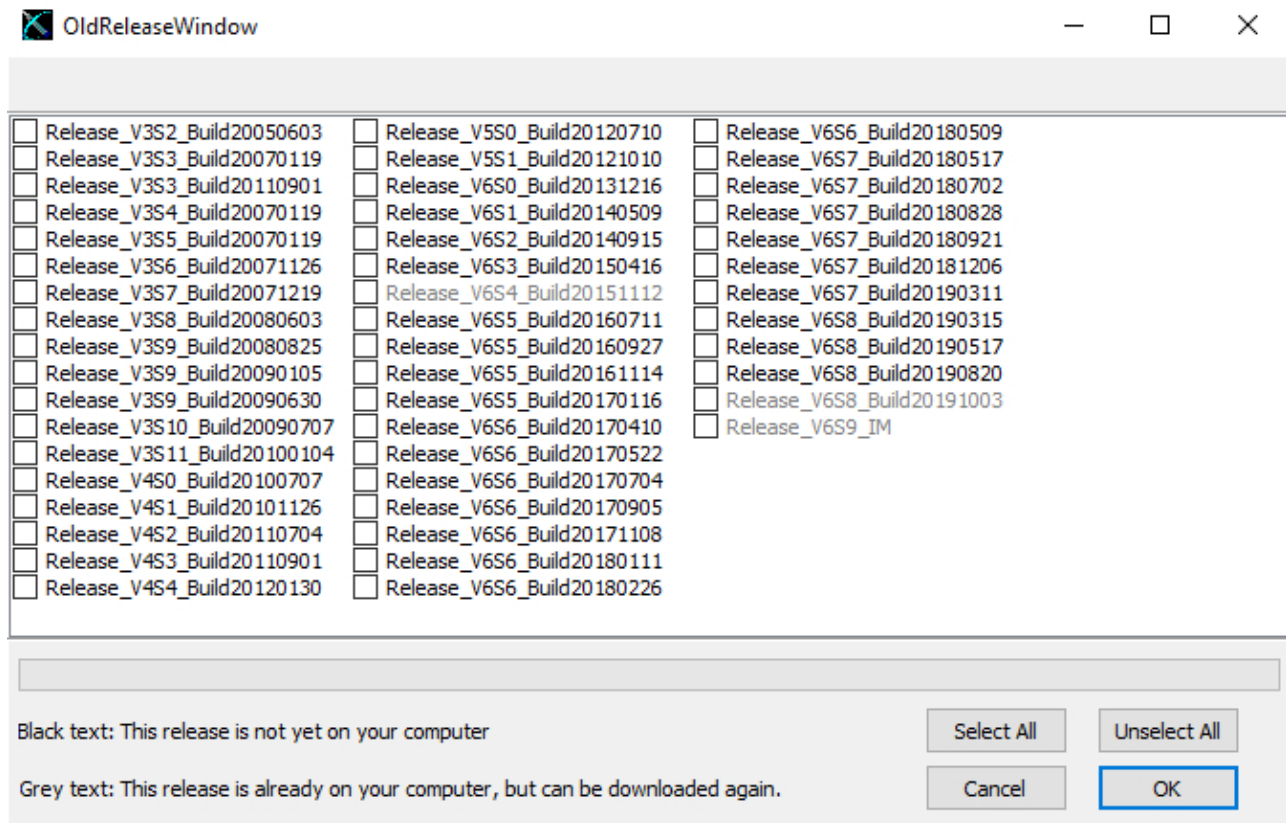 OldReleaseWindow
Release_V3S2_Build20050603
Release_V3S3_Build20070119
Release_V3S3_Build20110901
Release_V3S4_Build20070119
Release_V3S5_Build20070119
Release_V3S6_Build20071126
Release_V3S7_Build20071219
Release_V3S8_Build20080603
Release_V3S9_Build20080825
Release_V3S9_Build20090105
Release_V3S9_Build20090630
Release_V3S10_Build20090707
Release_V3S11_Build20100104
Release_V4S0_Build20100707
Release_V4S1_Build20101126
Release_V4S2_Build20110704
Release_V4S3_Build20110901
Release_V4S4_Build20120130
Release_V5S0_Build20120710
Release_V5S1_Build20121010
Release_V6S0_Build20131216
Release_V6S1_Build20140509
Release_V6S2_Build20140915
Release_V6S3_Build20150416
Release_V6S4_Build20151112
Release_V6S5_Build20160711
Release_V6S5_Build20160927
Release_V6S5_Build20161114
Release_V6S5_Build20170116
Release_V6S6_Build20170410
Release_V6S6_Build20170522
Release_V6S6_Build20170704
Release_V6S6_Build20170905
Release_V6S6_Build20171108
Release_V6S6_Build20180111
Release_V6S6_Build20180226
Release_V6S6_Build20180509
Release_V6S7_Build20180517
Release_V6S7_Build20180702
Release_V6S7_Build20180828
Release_V6S7_Build20180921
Release_V6S7_Build20181206
Release_V6S7_Build20190311
Release_V6S8_Build20190315
Release_V6S8_Build20190517
Release_V6S8_Build20190820
Release_V6S8_Build20191003
Release_V6S9_IM
Black text: This release is not yet on your computer
Select All
Unselect All
Grey text: This release is already on your computer, but can be downloaded again.
Cancel
OK